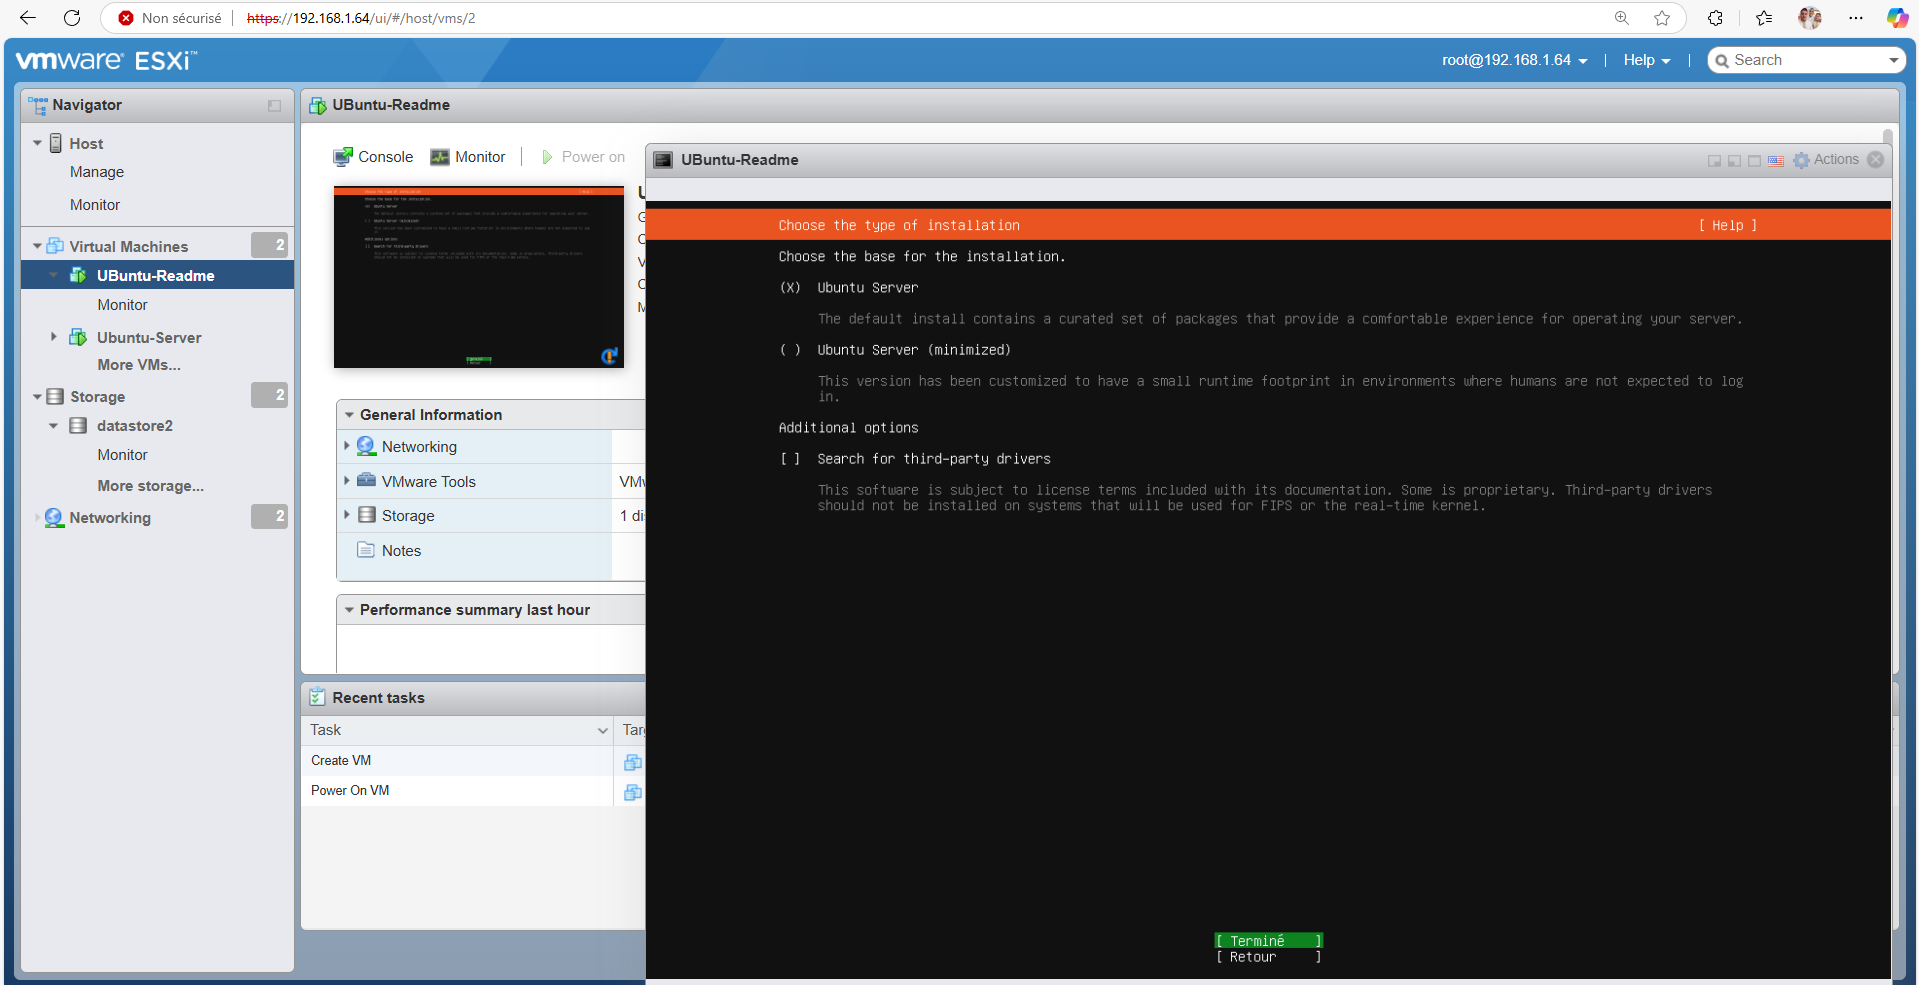 Non sécurisé
https://192.168.1.64/ui/#/host/vms/2
vmware® ESXi™
root@192.168.1.64
Help
Search
Navigator
Host
Manage
Monitor
Virtual Machines 2
UBuntu-Readme
Monitor
Ubuntu-Server
More VMs...
Storage 2
datastore2
Monitor
More storage...
Networking 2
UBuntu-Readme
Console
Monitor
Power on
General Information
Networking
VMware Tools
Storage
1
Notes
Performance summary last hour
Recent tasks
Task
Create VM
Power On VM
UBuntu-Readme
Actions
Choose the type of installation [ Help ]
Choose the base for the installation.
(X) Ubuntu Server
The default install contains a curated set of packages that provide a comfortable experience for operating your server.
( ) Ubuntu Server (minimized)
This version has been customized to have a small runtime footprint in environments where humans are not expected to log
in.
Additional options
[ ] Search for third-party drivers
This software is subject to license terms included with its documentation. Some is proprietary. Third-party drivers
should not be installed on systems that will be used for FIPS or the real-time kernel.
[ Terminé ]
[ Retour ]